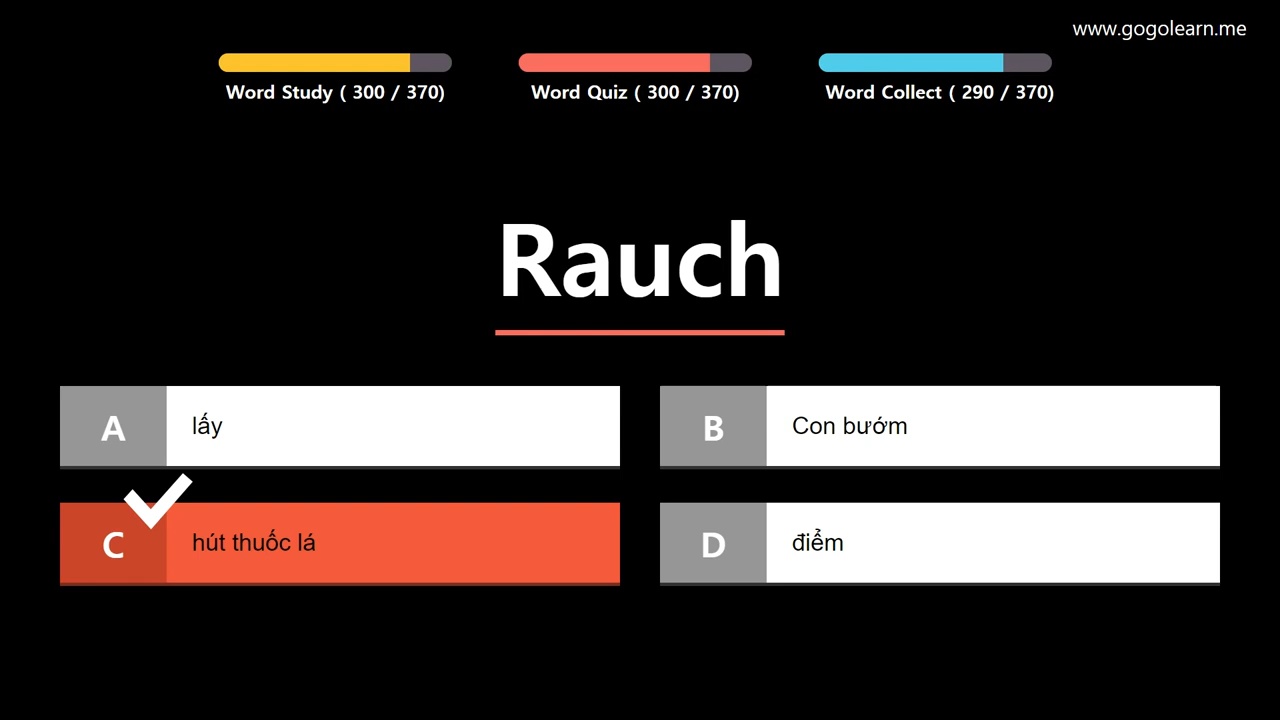 www.gogolearn.me
Word Study ( 300 / 370)
Word Quiz ( 300 / 370)
Word Collect ( 290 / 370)
Rauch
A lấy
B Con bướm
C hút thuốc lá
D điểm